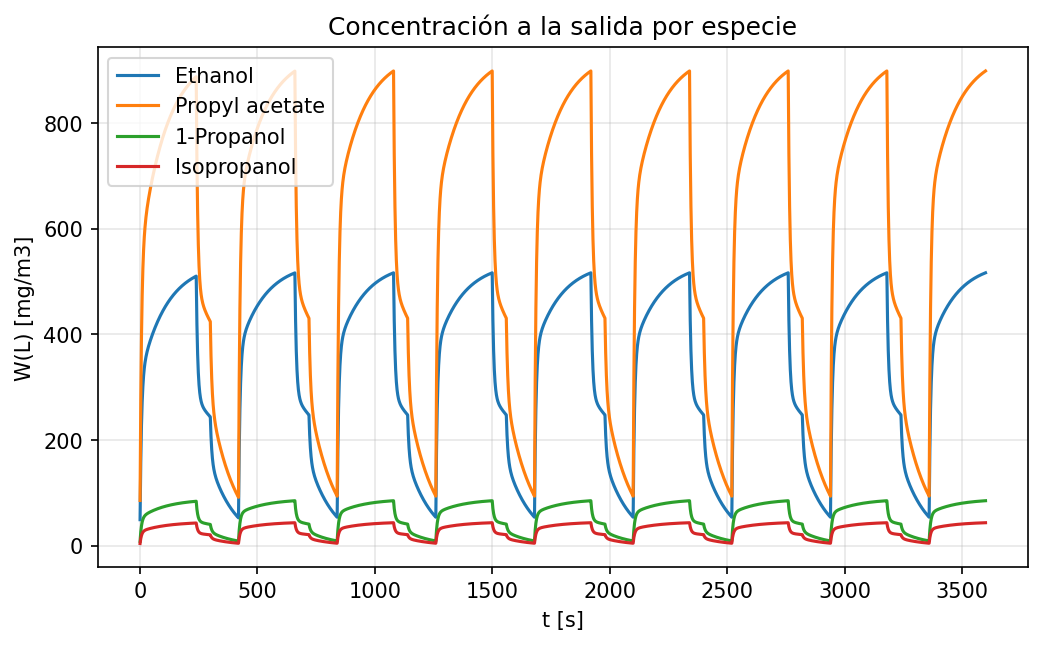 Concentración a la salida por especie
Ethanol
Propyl acetate
1-Propanol
Isopropanol
W(L) [mg/m3]
800
600
400
200
0
0 500 1000 1500 2000 2500 3000 3500
t [s]